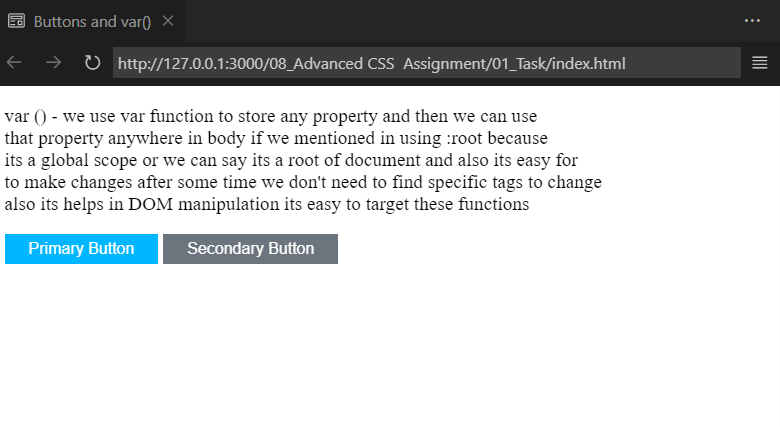 Buttons and var()
http://127.0.0.1:3000/08_Advanced CSS  Assignment/01_Task/index.html
var () - we use var function to store any property and then we can use
that property anywhere in body if we mentioned in using :root because
its a global scope or we can say its a root of document and also its easy for
to make changes after some time we don't need to find specific tags to change
also its helps in DOM manipulation its easy to target these functions
Primary Button Secondary Button